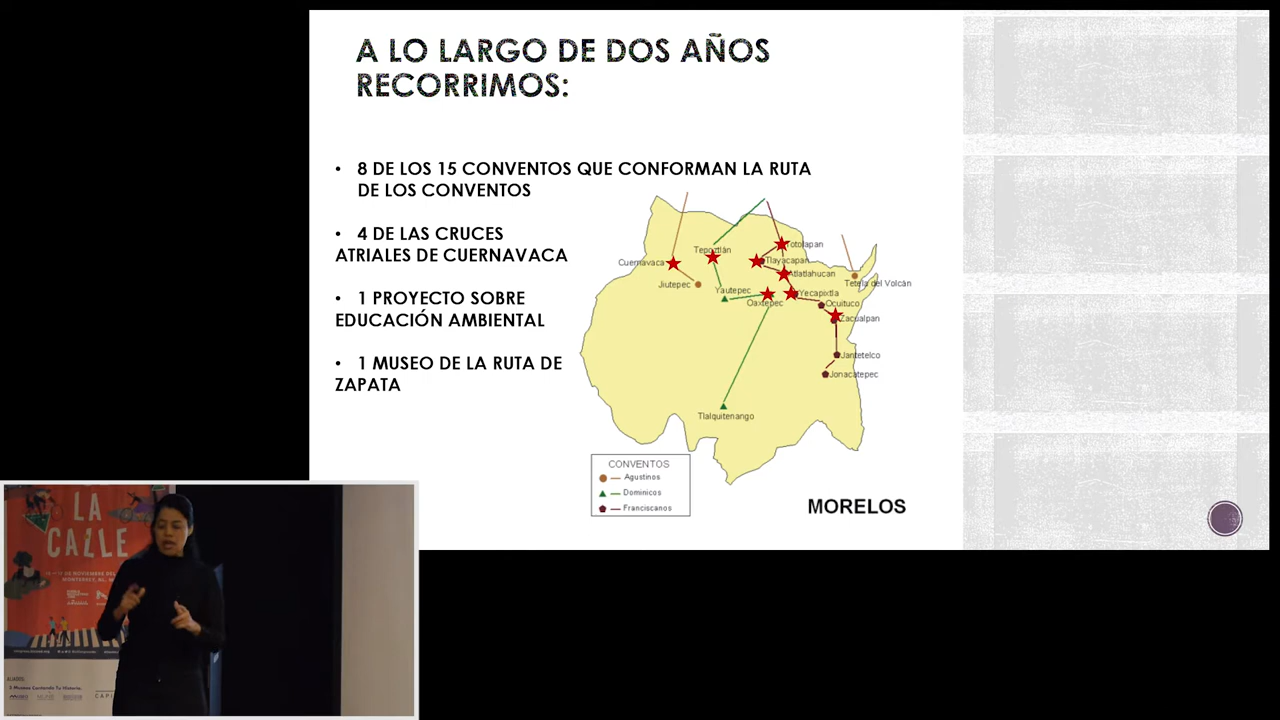 A LO LARGO DE DOS AÑOS
RECORRIMOS:
• 8 DE LOS 15 CONVENTOS QUE CONFORMAN LA RUTA
DE LOS CONVENTOS
• 4 DE LAS CRUCES
ATRIALES DE CUERNAVACA
• 1 PROYECTO SOBRE
EDUCACIÓN AMBIENTAL
• 1 MUSEO DE LA RUTA DE
ZAPATA
Totolapan
Tepoztlán
Cuernavaca
Tlayacapan
Atlatlahucan
Tetela del Volcán
Jiutepec
Yautepec
Yecapixtla
Oaxtepec
Ocuituco
Zacualpan
Jantetelco
Jonacatepec
Tlalquitenango
CONVENTOS
Agustinos
Dominicos
Franciscanos
MORELOS
LA
CALLE
MONTERREY, NL